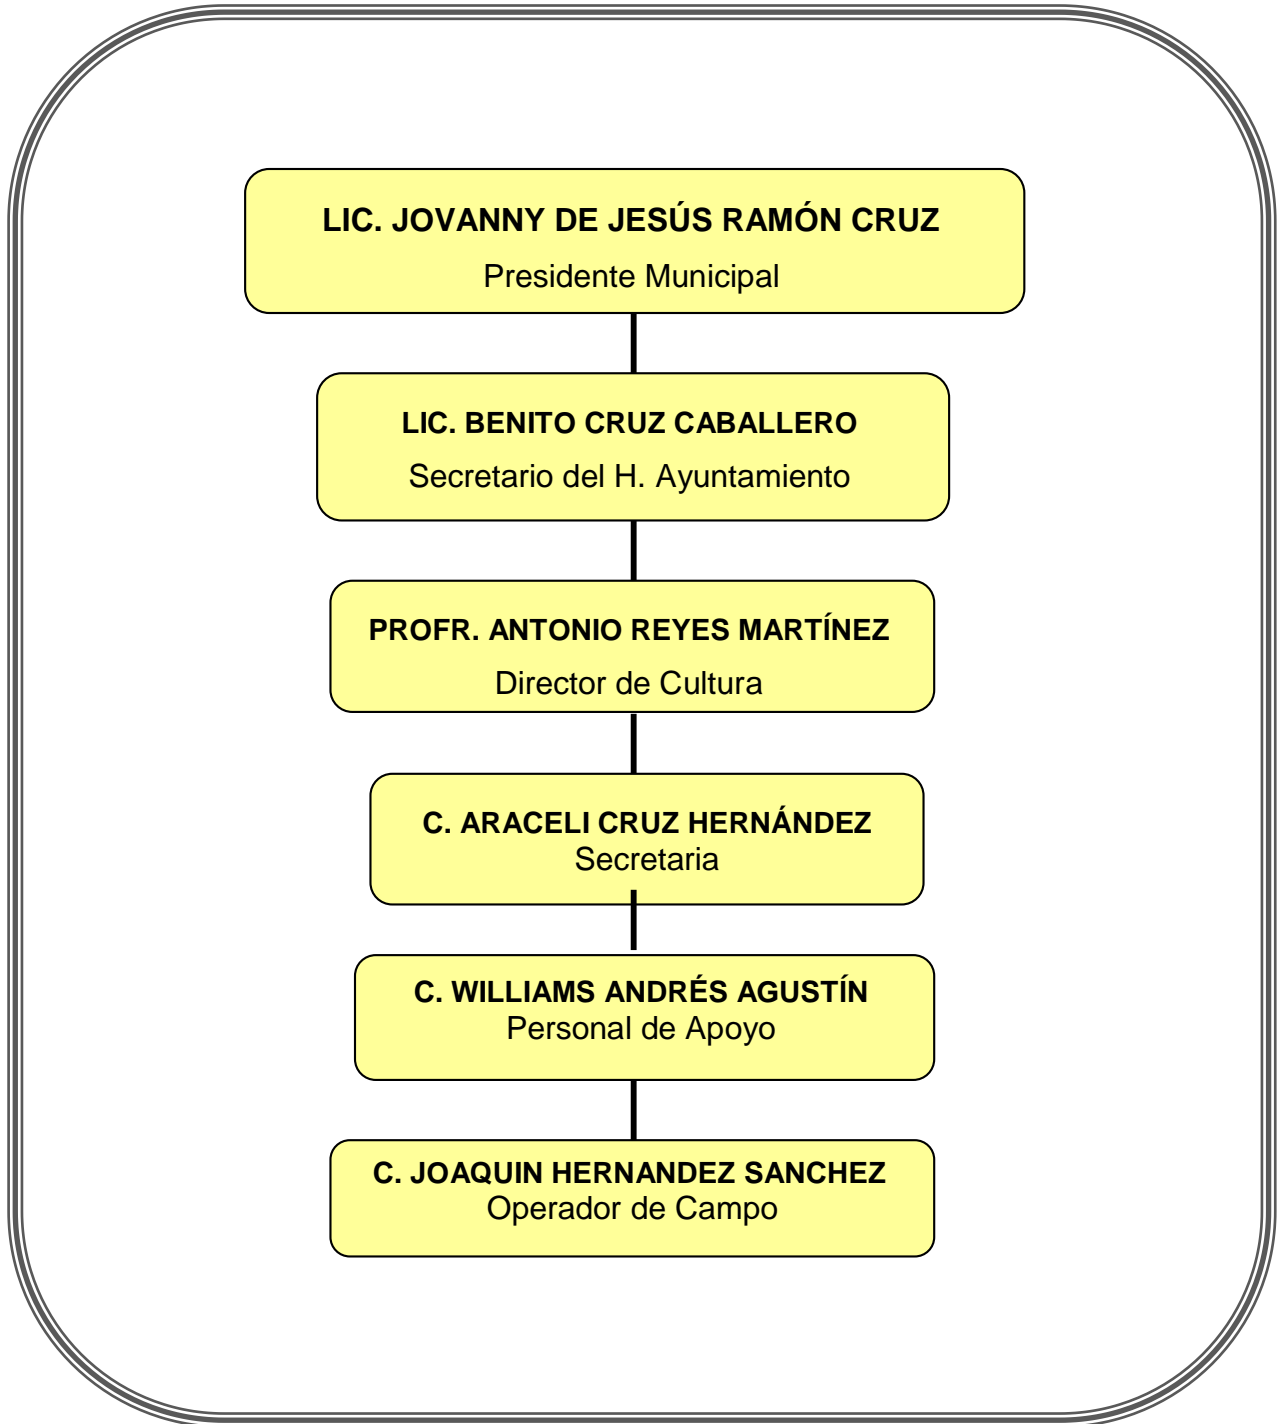 LIC. JOVANNY DE JESÚS RAMÓN CRUZ
Presidente Municipal
LIC. BENITO CRUZ CABALLERO
Secretario del H. Ayuntamiento
PROFR. ANTONIO REYES MARTÍNEZ
Director de Cultura
C. ARACELI CRUZ HERNÁNDEZ
Secretaria
C. WILLIAMS ANDRÉS AGUSTÍN
Personal de Apoyo
C. JOAQUIN HERNANDEZ SANCHEZ
Operador de Campo